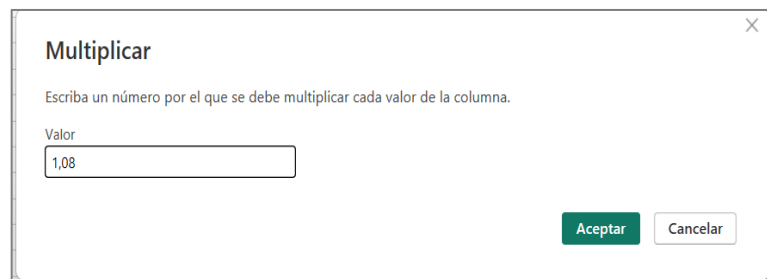 Multiplicar
Escriba un número por el que se debe multiplicar cada valor de la columna.
Valor
1,08
Aceptar Cancelar